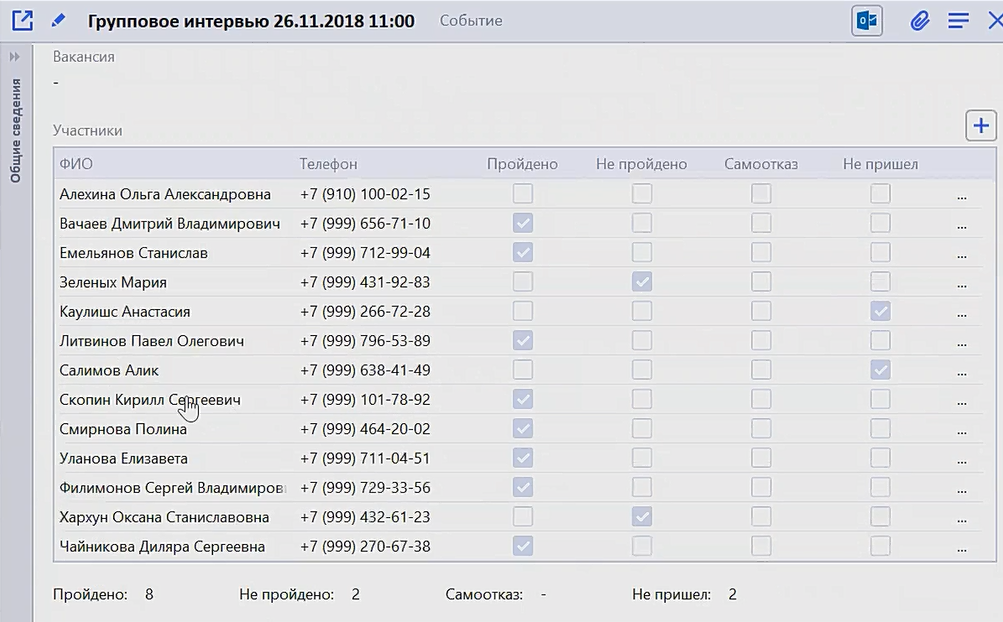 Групповое интервью 26.11.2018 11:00 Событие
Общие сведения
Вакансия
-
Участники
ФИО Телефон Пройдено Не пройдено Самоотказ Не пришел
Алехина Ольга Александровна +7 (910) 100-02-15 ...
Вачаев Дмитрий Владимирович +7 (999) 656-71-10 ...
Емельянов Станислав +7 (999) 712-99-04 ...
Зеленых Мария +7 (999) 431-92-83 ...
Каулишс Анастасия +7 (999) 266-72-28 ...
Литвинов Павел Олегович +7 (999) 796-53-89 ...
Салимов Алик +7 (999) 638-41-49 ...
Скопин Кирилл Сергеевич +7 (999) 101-78-92 ...
Смирнова Полина +7 (999) 464-20-02 ...
Уланова Елизавета +7 (999) 711-04-51 ...
Филимонов Сергей Владимиров +7 (999) 729-33-56 ...
Хархун Оксана Станиславовна +7 (999) 432-61-23 ...
Чайникова Диляра Сергеевна +7 (999) 270-67-38 ...
Пройдено: 8 Не пройдено: 2 Самоотказ: - Не пришел: 2